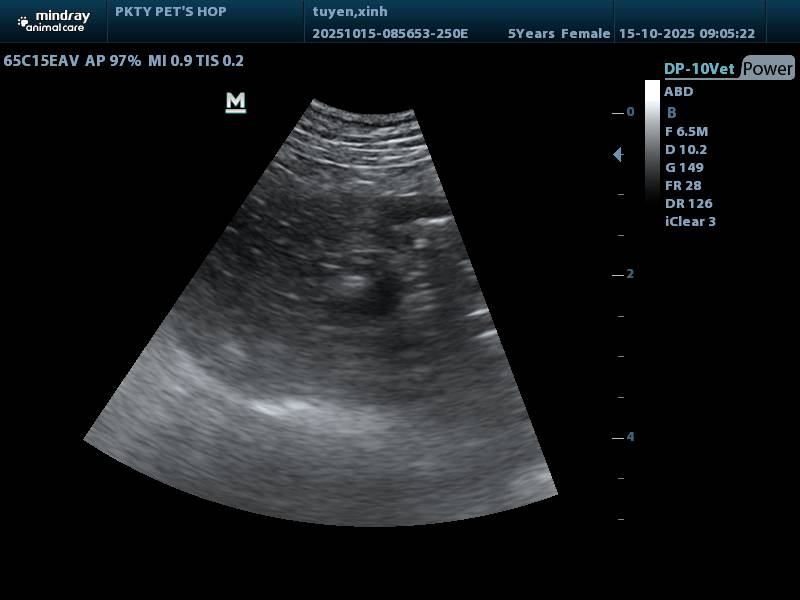 mindray
animal care
PKTY PET'S HOP
tuyen,xinh
20251015-085653-250E
5Years Female
15-10-2025 09:05:22
65C15EAV AP 97% MI 0.9 TIS 0.2
M
DP-10Vet
Power
ABD
B
F 6.5M
D 10.2
G 149
FR 28
DR 126
iClear 3
0
2
4